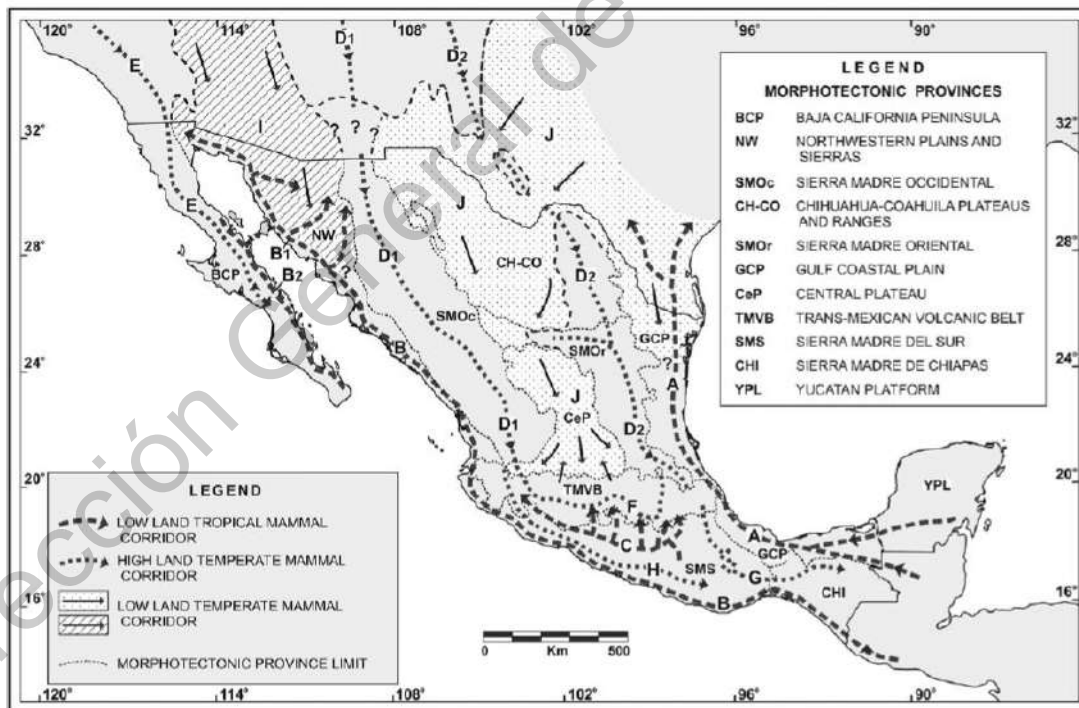 120°
114°
108°
102°
96°
90°
E
D1
D2
I
J
32°
? ? ?
E
NW
J
28°
BCP
B1
B2
?
D1
CH-CO
D2
SMOc
24°
B
SMOr
GCP
?
A
J
CeP
D1
D2
20°
TMVB
F
C
H
SMS
A
GCP
G
B
CHI
YPL
16°
LEGEND
MORPHOTECTONIC PROVINCES
BCP BAJA CALIFORNIA PENINSULA
NW NORTHWESTERN PLAINS AND
SIERRAS
SMOc SIERRA MADRE OCCIDENTAL
CH-CO CHIHUAHUA-COAHUILA PLATEAUS
AND RANGES
SMOr SIERRA MADRE ORIENTAL
GCP GULF COASTAL PLAIN
CeP CENTRAL PLATEAU
TMVB TRANS-MEXICAN VOLCANIC BELT
SMS SIERRA MADRE DEL SUR
CHI SIERRA MADRE DE CHIAPAS
YPL YUCATAN PLATFORM
32°
28°
24°
20°
16°
LEGEND
LOW LAND TROPICAL MAMMAL
CORRIDOR
HIGH LAND TEMPERATE MAMMAL
CORRIDOR
LOW LAND TEMPERATE MAMMAL
CORRIDOR
MORPHOTECTONIC PROVINCE LIMIT
0 Km 500
120°
114°
108°
102°
96°
90°
ección General de